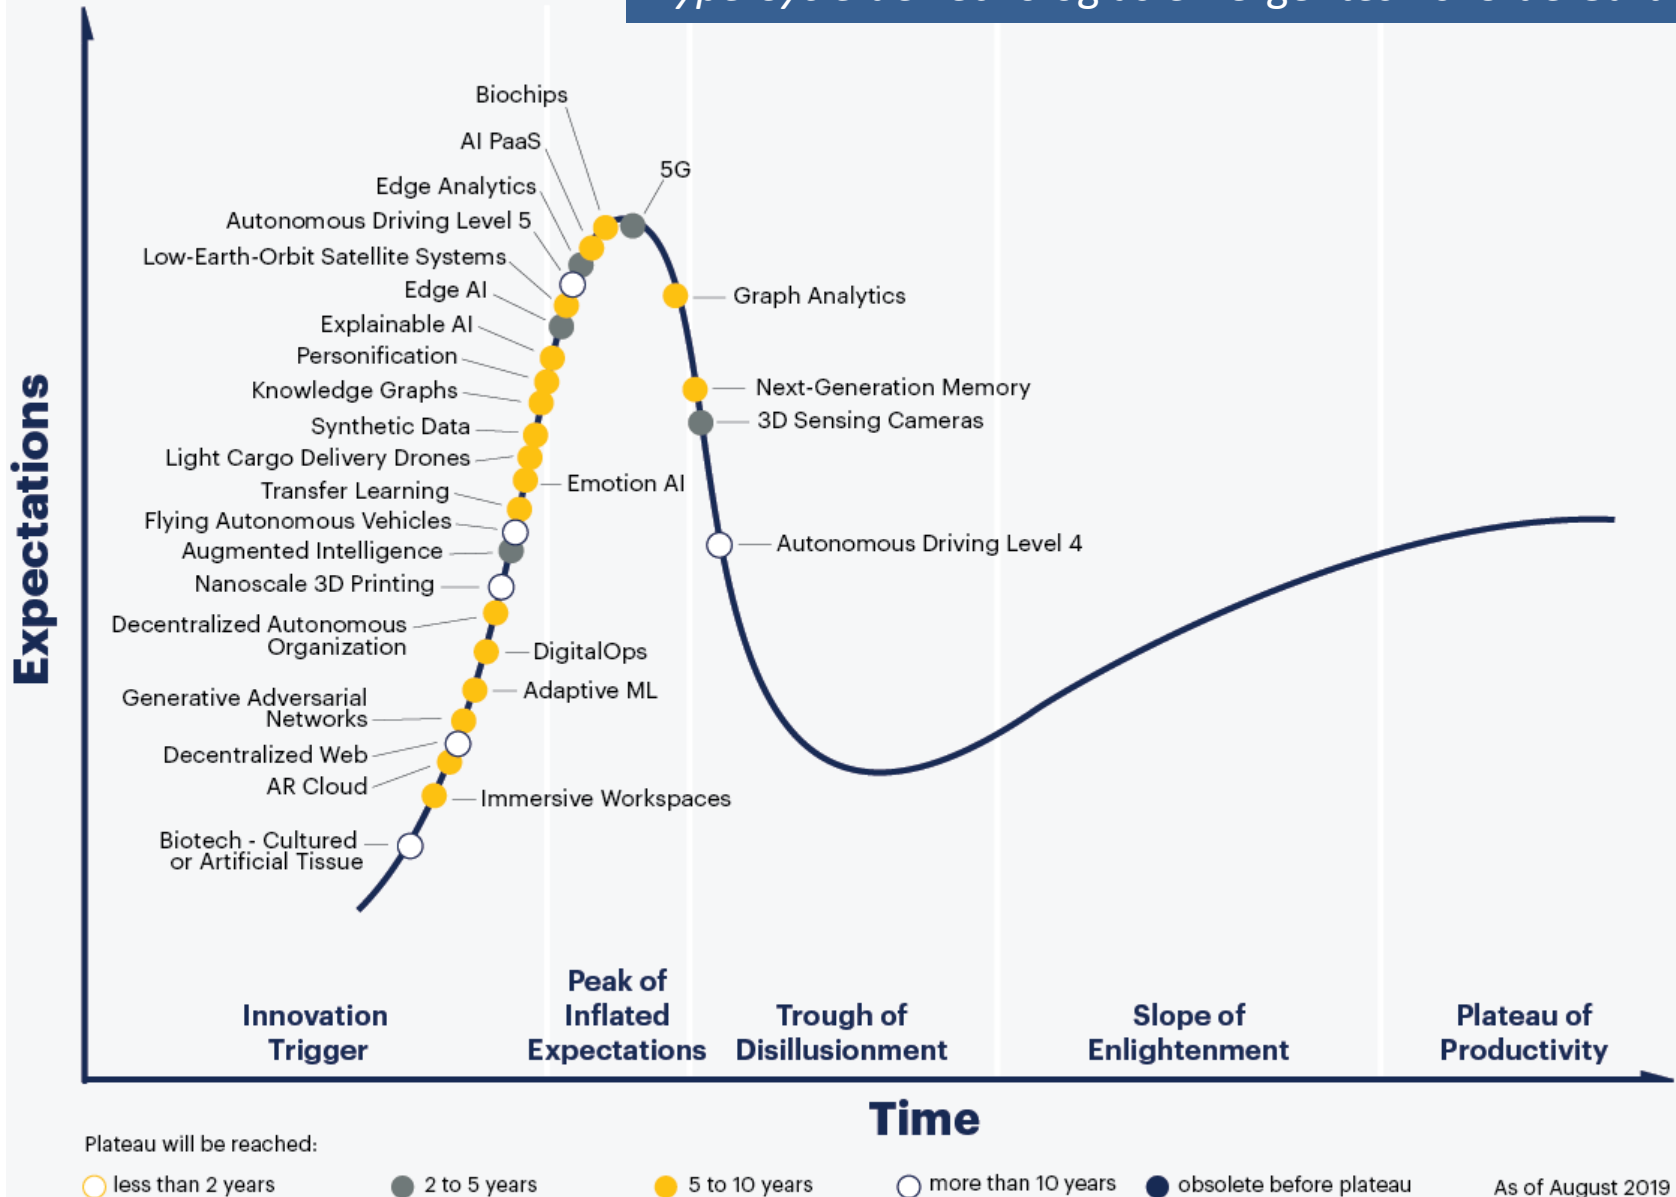 Biochips
AI PaaS
5G
Edge Analytics
Autonomous Driving Level 5
Low-Earth-Orbit Satellite Systems
Edge AI
Graph Analytics
Explainable AI
Personification
Knowledge Graphs
Next-Generation Memory
3D Sensing Cameras
Synthetic Data
Light Cargo Delivery Drones
Emotion AI
Transfer Learning
Flying Autonomous Vehicles
Augmented Intelligence
Autonomous Driving Level 4
Nanoscale 3D Printing
Decentralized Autonomous
Organization
DigitalOps
Adaptive ML
Generative Adversarial
Networks
Decentralized Web
AR Cloud
Immersive Workspaces
Biotech - Cultured
or Artificial Tissue
Expectations
Innovation
Trigger
Peak of
Inflated
Expectations
Trough of
Disillusionment
Slope of
Enlightenment
Plateau of
Productivity
Time
Plateau will be reached:
less than 2 years
2 to 5 years
5 to 10 years
more than 10 years
obsolete before plateau
As of August 2019